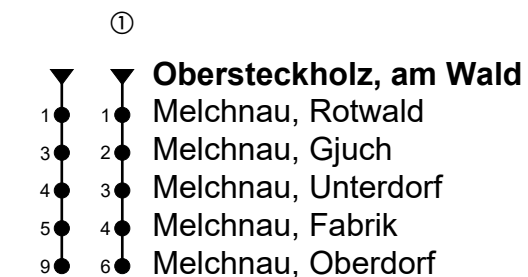 ①
Obersteckholz, am Wald
1 1 Melchnau, Rotwald
3 2 Melchnau, Gjuch
4 3 Melchnau, Unterdorf
5 4 Melchnau, Fabrik
9 6 Melchnau, Oberdorf